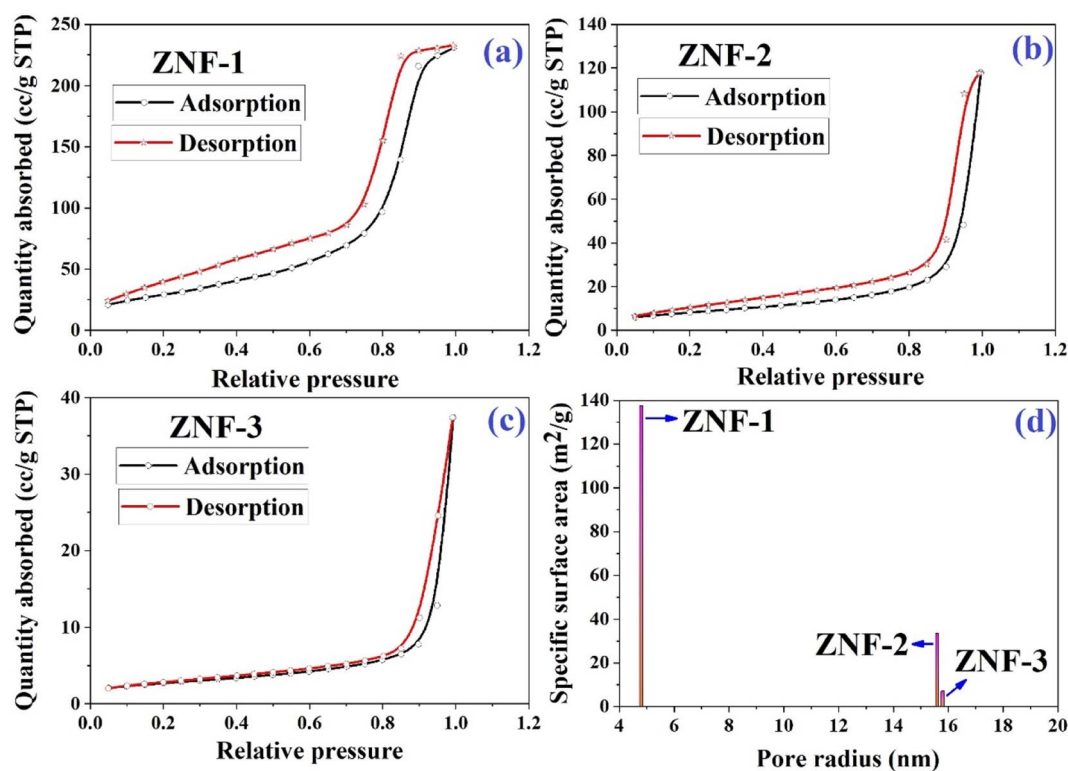 ZNF-1
(a)
Adsorption
Desorption
Quantity absorbed (cc/g STP)
250
200
150
100
50
0
0.0 0.2 0.4 0.6 0.8 1.0 1.2
Relative pressure
ZNF-2
(b)
Adsorption
Desorption
Quantity absorbed (cc/g STP)
140
120
100
80
60
40
20
0
0.0 0.2 0.4 0.6 0.8 1.0 1.2
Relative pressure
ZNF-3
(c)
Adsorption
Desorption
Quantity absorbed (cc/g STP)
40
30
20
10
0
0.0 0.2 0.4 0.6 0.8 1.0 1.2
Relative pressure
(d)
ZNF-1
ZNF-2
ZNF-3
Specific surface area (m²/g)
140
120
100
80
60
40
20
0
4 6 8 10 12 14 16 18 20
Pore radius (nm)